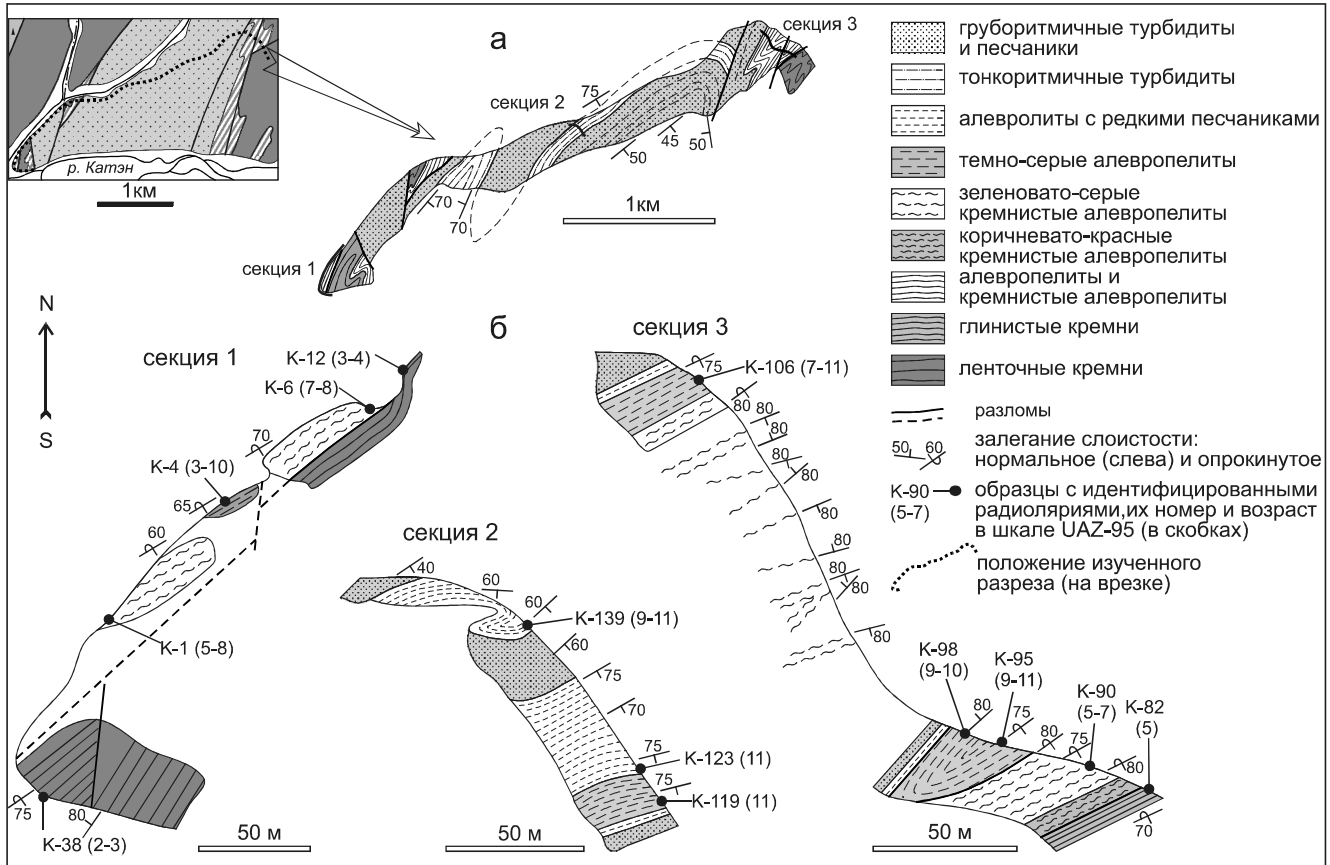 р. Катэн
1км
а
секция 1
секция 2
секция 3
75
50
45
50
70
70
1км
грубoритмичные турбидиты
и песчаники
тонкоритмичные турбидиты
алевролиты с редкими песчаниками
темно-серые алевропелиты
зеленовато-серые
кремнистые алевропелиты
коричневато-красные
кремнистые алевропелиты
алевропелиты и
кремнистые алевропелиты
глинистые кремни
ленточные кремни
разломы
50 60
залегание слоистости:
нормальное (слева) и опрокинутое
K-90
(5-7)
образцы с идентифицированными
радиоляриями,их номер и возраст
в шкале UAZ-95 (в скобках)
положение изученного
разреза (на врезке)
N
S
б
секция 1
K-12 (3-4)
K-6 (7-8)
70
K-4 (3-10)
65
60
K-1 (5-8)
75
80
K-38 (2-3)
50 м
секция 2
40
60
60
K-139 (9-11)
60
75
70
75
K-123 (11)
75
K-119 (11)
50 м
секция 3
75
K-106 (7-11)
80
80
80
80
80
80
80
80
80
80
K-98
(9-10)
K-95
(9-11)
K-90
(5-7)
K-82
(5)
80
75
80
75
80
70
50 м